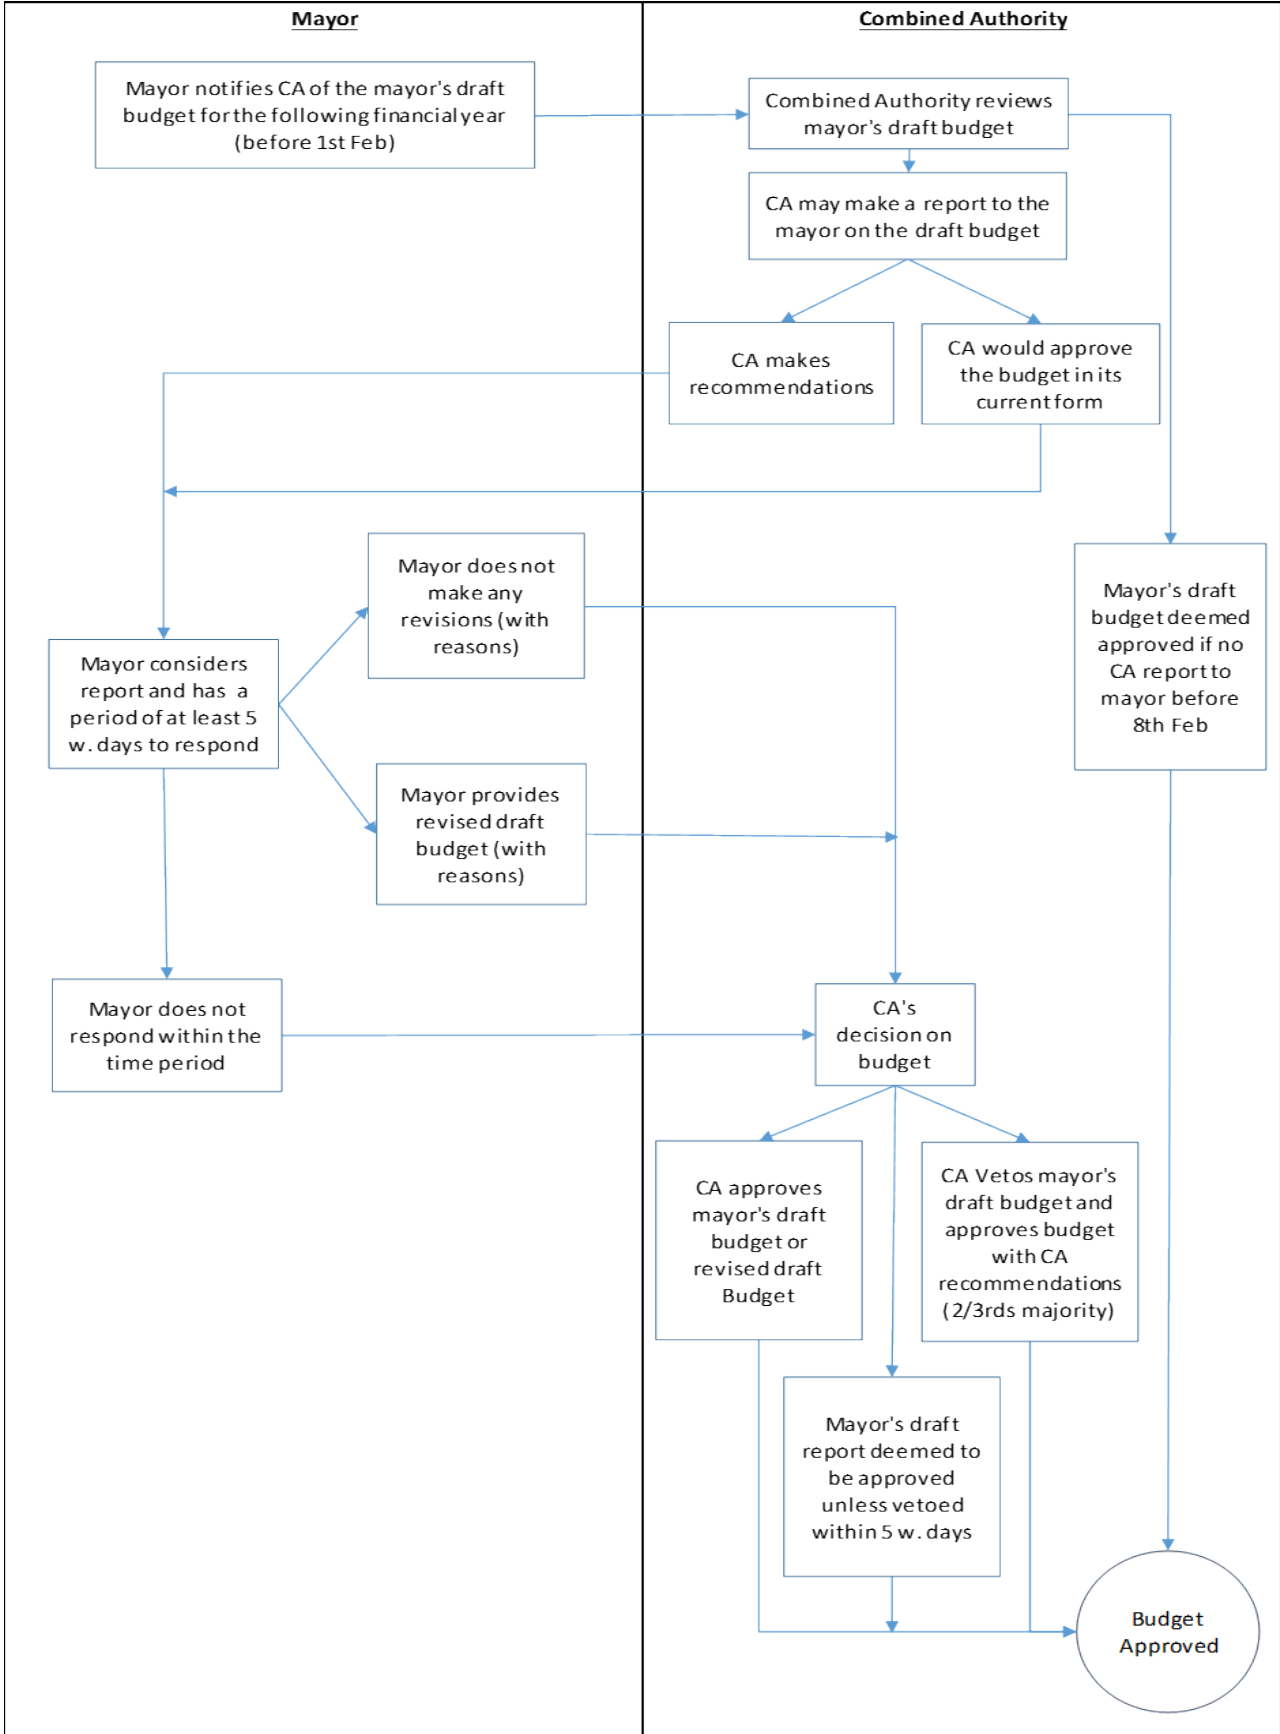 Mayor
Combined Authority
Mayor notifies CA of the mayor's draft
budget for the following financial year
(before 1st Feb)
Combined Authority reviews
mayor's draft budget
CA may make a report to the
mayor on the draft budget
CA makes
recommendations
CA would approve
the budget in its
current form
Mayor does not
make any
revisions (with
reasons)
Mayor's draft
budget deemed
approved if no
CA report to
mayor before
8th Feb
Mayor considers
report and has a
period of at least 5
w. days to respond
Mayor provides
revised draft
budget (with
reasons)
Mayor does not
respond within the
time period
CA's
decision on
budget
CA approves
mayor's draft
budget or
revised draft
Budget
CA Vetos mayor's
draft budget and
approves budget
with CA
recommendations
(2/3rds majority)
Mayor's draft
report deemed to
be approved
unless vetoed
within 5 w. days
Budget
Approved